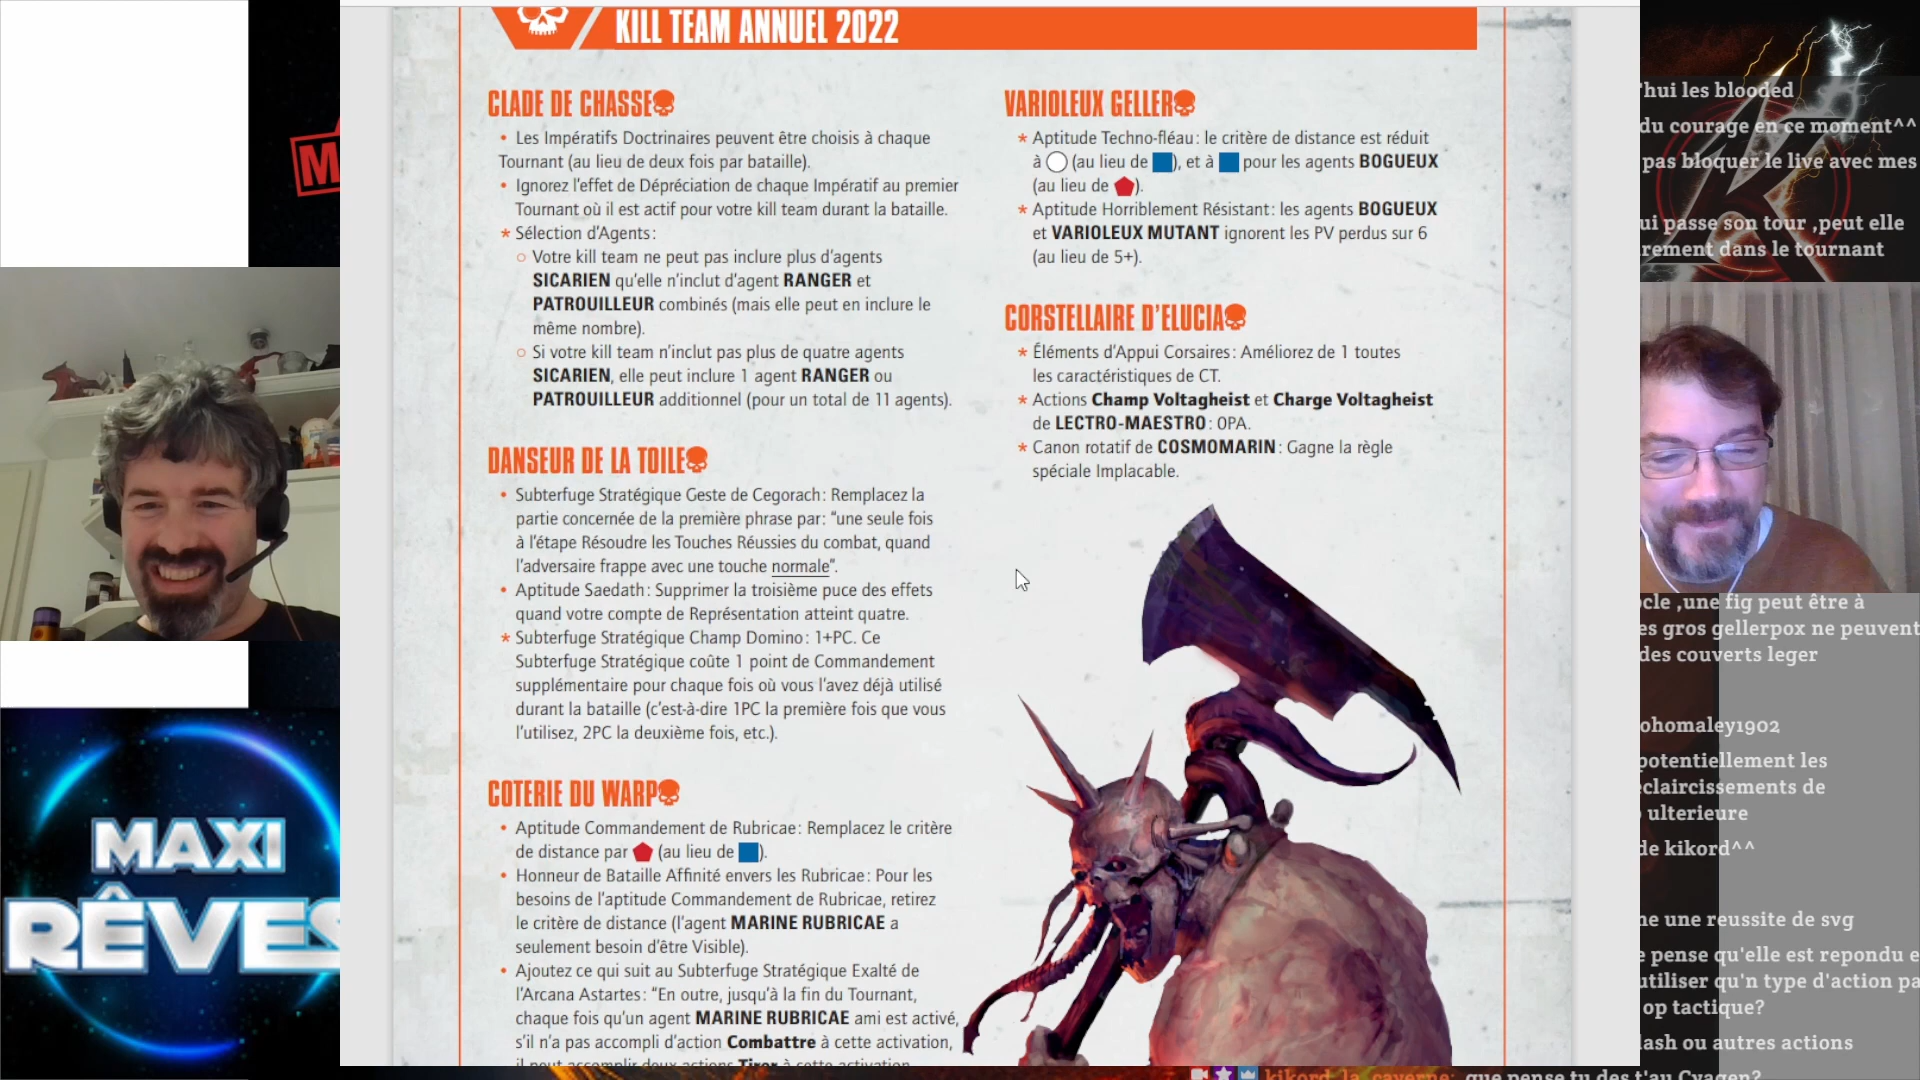 KILL TEAM ANNUEL 2022
CLADE DE CHASSE
• Les Impératifs Doctrinaires peuvent être choisis à chaque
Tournant (au lieu de deux fois par bataille).
• Ignorez l'effet de Dépréciation de chaque Impératif au premier
Tournant où il est actif pour votre kill team durant la bataille.
* Sélection d'Agents :
○ Votre kill team ne peut pas inclure plus d'agents
SICARIEN qu'elle n'inclut d'agent RANGER et
PATROUILLEUR combinés (mais elle peut en inclure le
même nombre).
○ Si votre kill team n'inclut pas plus de quatre agents
SICARIEN, elle peut inclure 1 agent RANGER ou
PATROUILLEUR additionnel (pour un total de 11 agents).
DANSEUR DE LA TOILE
• Subterfuge Stratégique Geste de Cegorach : Remplacez la
partie concernée de la première phrase par : "une seule fois
à l'étape Résoudre les Touches Réussies du combat, quand
l'adversaire frappe avec une touche normale".
• Aptitude Saedath : Supprimer la troisième puce des effets
quand votre compte de Représentation atteint quatre.
* Subterfuge Stratégique Champ Domino : 1+PC. Ce
Subterfuge Stratégique coûte 1 point de Commandement
supplémentaire pour chaque fois où vous l'avez déjà utilisé
durant la bataille (c'est-à-dire 1PC la première fois que vous
l'utilisez, 2PC la deuxième fois, etc.).
COTERIE DU WARP
• Aptitude Commandement de Rubricae : Remplacez le critère
de distance par (au lieu de ).
• Honneur de Bataille Affinité envers les Rubricae : Pour les
besoins de l'aptitude Commandement de Rubricae, retirez
le critère de distance (l'agent MARINE RUBRICAE a
seulement besoin d'être Visible).
• Ajoutez ce qui suit au Subterfuge Stratégique Exalté de
l'Arcana Astartes : "En outre, jusqu'à la fin du Tournant,
chaque fois qu'un agent MARINE RUBRICAE ami est activé,
s'il n'a pas accompli d'action Combattre à cette activation,
il peut accomplir deux actions Tirer à cette activation
VARIOLEUX GELLER
* Aptitude Techno-fléau : le critère de distance est réduit
à (au lieu de ), et à pour les agents BOGUEUX
(au lieu de ).
* Aptitude Horriblement Résistant : les agents BOGUEUX
et VARIOLEUX MUTANT ignorent les PV perdus sur 6
(au lieu de 5+).
CORSTELLAIRE D'ELUCIA
* Éléments d'Appui Corsaires : Améliorez de 1 toutes
les caractéristiques de CT.
* Actions Champ Voltagheist et Charge Voltagheist
de LECTRO-MAESTRO : 0PA.
* Canon rotatif de COSMOMARIN : Gagne la règle
spéciale Implacable.
M
MAXI
RÊVES
'hui les blooded
du courage en ce moment^^
pas bloquer le live avec mes
ui passe son tour ,peut elle
rement dans le tournant
ocle ,une fig peut être à
es gros gellerpox ne peuvent
des couverts leger
ohomaley1902
potentiellement les
eclaircissements de
ulterieure
de kikord^^
ne une reussite de svg
e pense qu'elle est repondu e
utiliser qu'n type d'action pa
op tactique?
lash ou autres actions
kikord_la_caverne: que pense tu des t'au Cyagen?